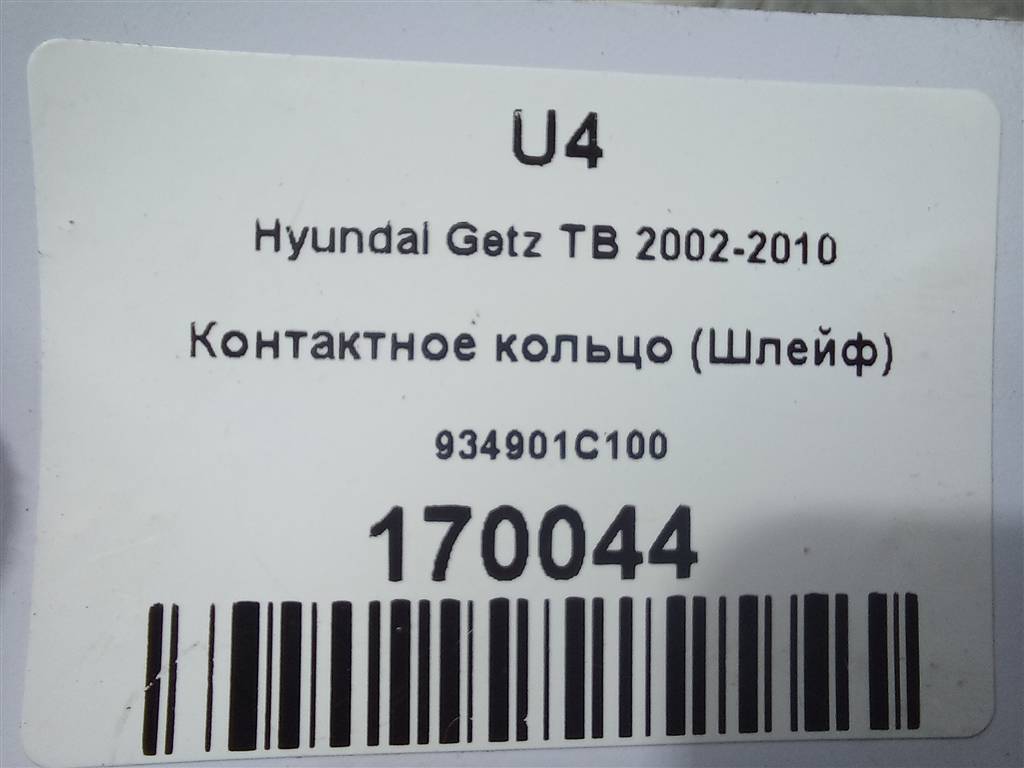 U4
Hyundai Getz TB 2002-2010
Контактное кольцо (Шлейф)
934901C100
170044